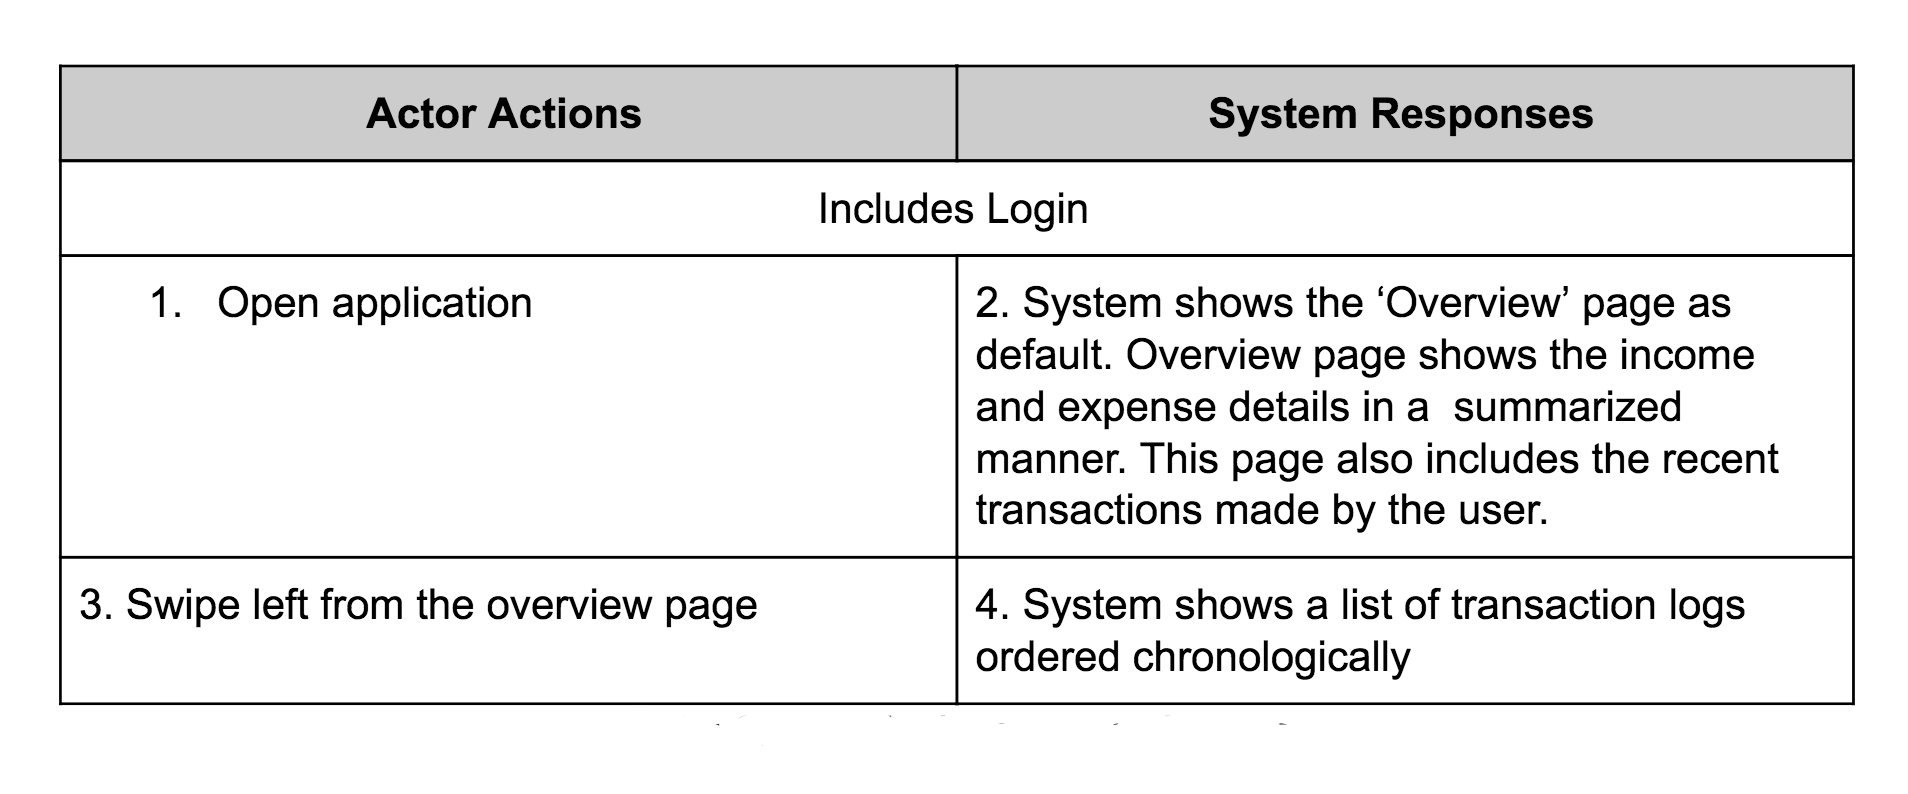 Actor Actions
System Responses
Includes Login
1. Open application
2. System shows the ‘Overview’ page as
default. Overview page shows the income
and expense details in a  summarized
manner. This page also includes the recent
transactions made by the user.
3. Swipe left from the overview page
4. System shows a list of transaction logs
ordered chronologically